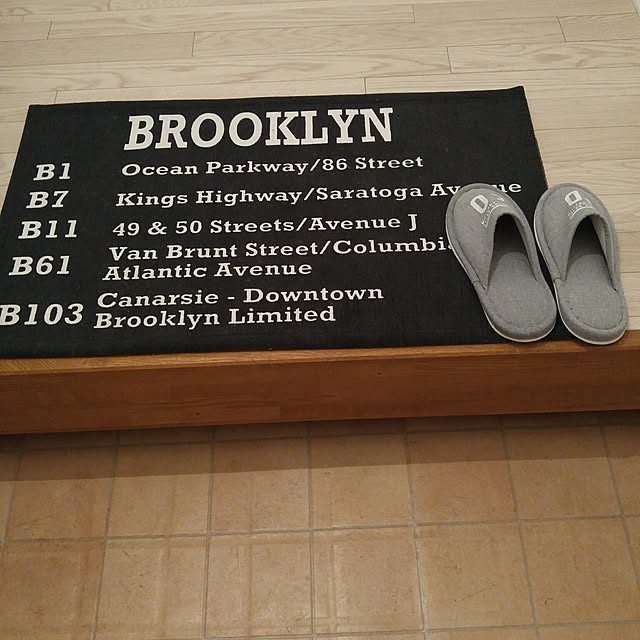 BROOKLYN
B1 Ocean Parkway/86 Street
B7 Kings Highway/Saratoga Avenue
B11 49 & 50 Streets/Avenue J
B61 Van Brunt Street/Columbia
Atlantic Avenue
B103 Canarsie - Downtown
Brooklyn Limited